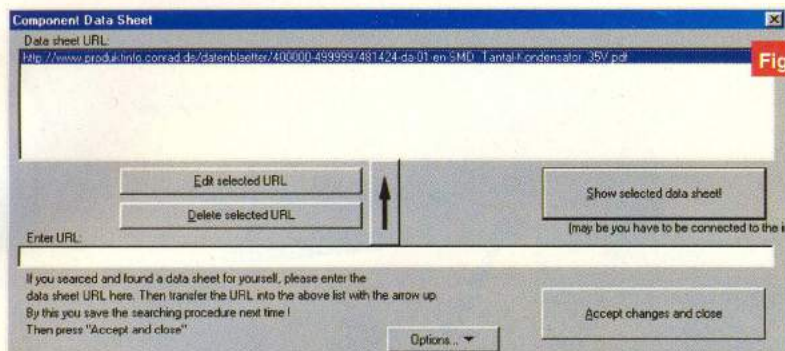 Component Data Sheet
Data sheet URL:
http://www.produktinfo.conrad.de/datenblaetter/400000-499999/481424-da-01-en-SMD_Tantal-Kondensator_35V.pdf
Fig
Edit selected URL
Show selected data sheet!
Delete selected URL
(may be you have to be connected to the i
Enter URL:
If you searced and found a data sheet for yourself, please enter the
data sheet URL here. Then transfer the URL into the above list with the arrow up.
By this you save the searching procedure next time !
Then press "Accept and close"
Accept changes and close
Options...